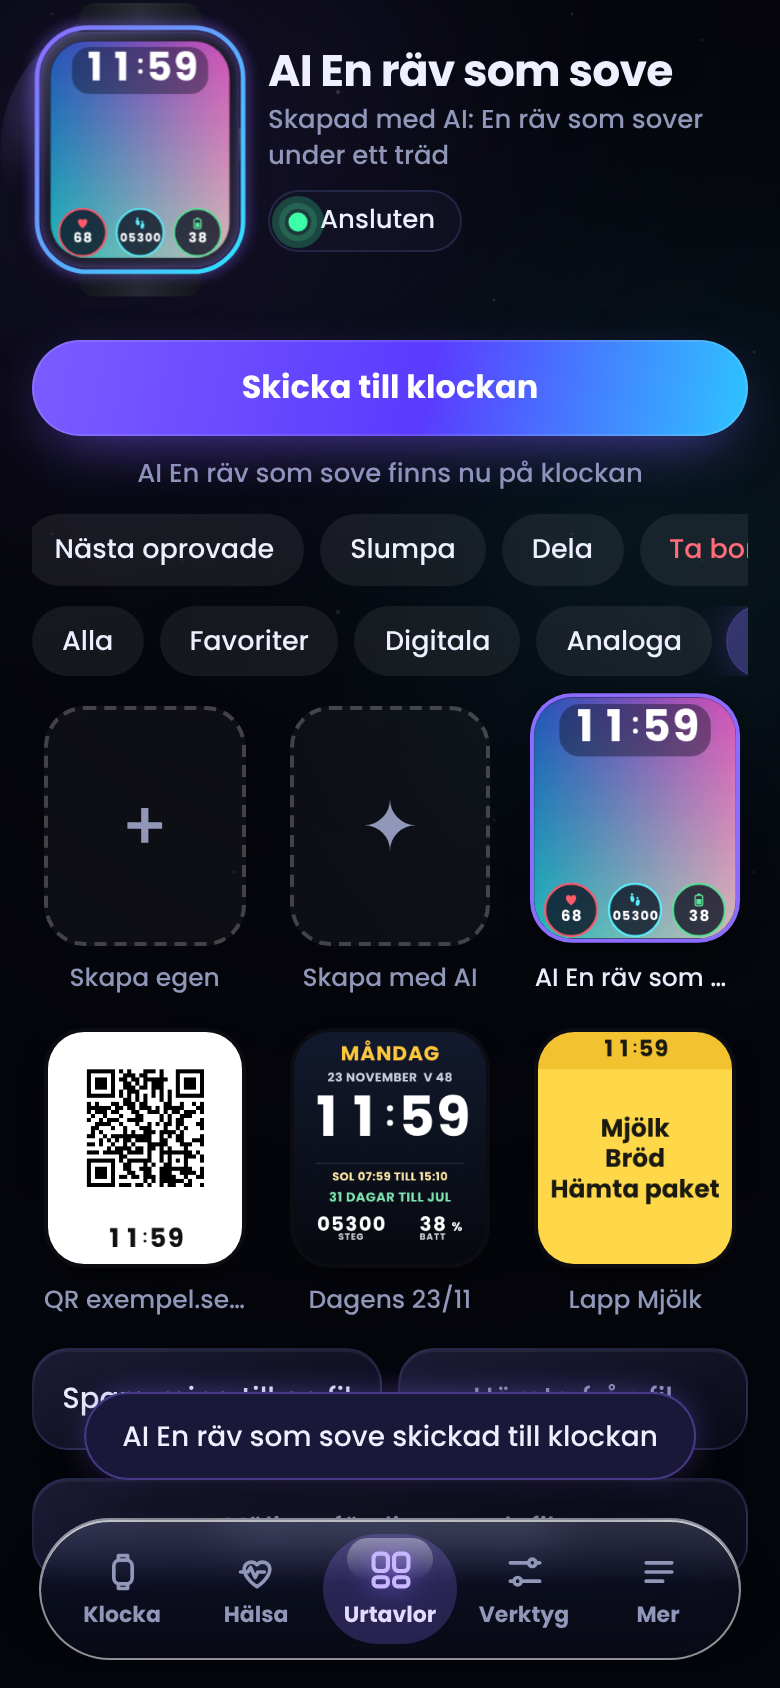 11:59
68
05300
38
AI En räv som sove
Skapad med AI: En räv som sover
under ett träd
Ansluten
Skicka till klockan
AI En räv som sove finns nu på klockan
Nästa oprovade
Slumpa
Dela
Ta bor
Alla
Favoriter
Digitala
Analoga
11:59
68
05300
38
Skapa egen
Skapa med AI
AI En räv som ...
11:59
MÅNDAG
23 NOVEMBER V 48
11:59
SOL 07:59 TILL 15:10
31 DAGAR TILL JUL
05300
STEG
38 %
BATT
11:59
Mjölk
Bröd
Hämta paket
QR exempel.se...
Dagens 23/11
Lapp Mjölk
AI En räv som sove skickad till klockan
Klocka
Hälsa
Urtavlor
Verktyg
Mer